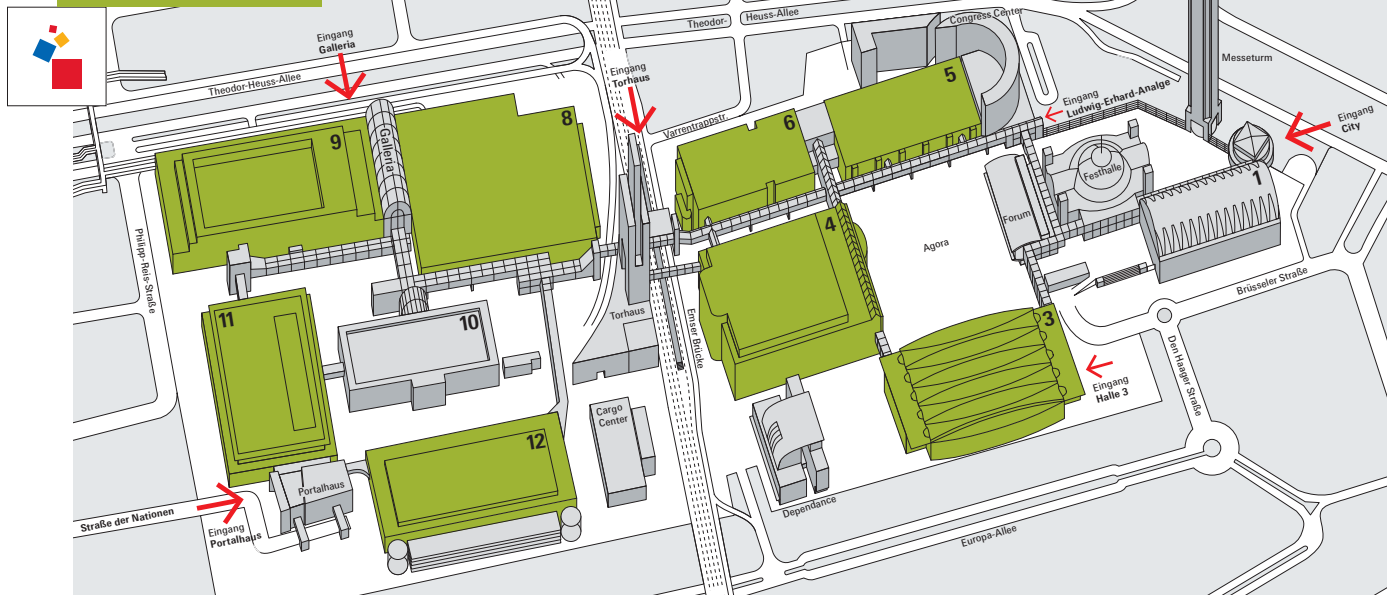 Theodor-
Heuss-Allee
Congress Center
Messeturm
Eingang
Galleria
Theodor-Heuss-Allee
Eingang
Torhaus
Varrentrappstr.
Eingang
Ludwig-Erhard-Analge
Eingang
City
5
6
8
9
Galleria
Festhalle
1
Forum
4
Agora
Philipp-Reis-Straße
Brüsseler Straße
11
10
Torhaus
Emser Brücke
3
Den Haager Straße
Eingang
Halle 3
Cargo
Center
12
Portalhaus
Dependance
Straße der Nationen
Eingang
Portalhaus
Europa-Allee